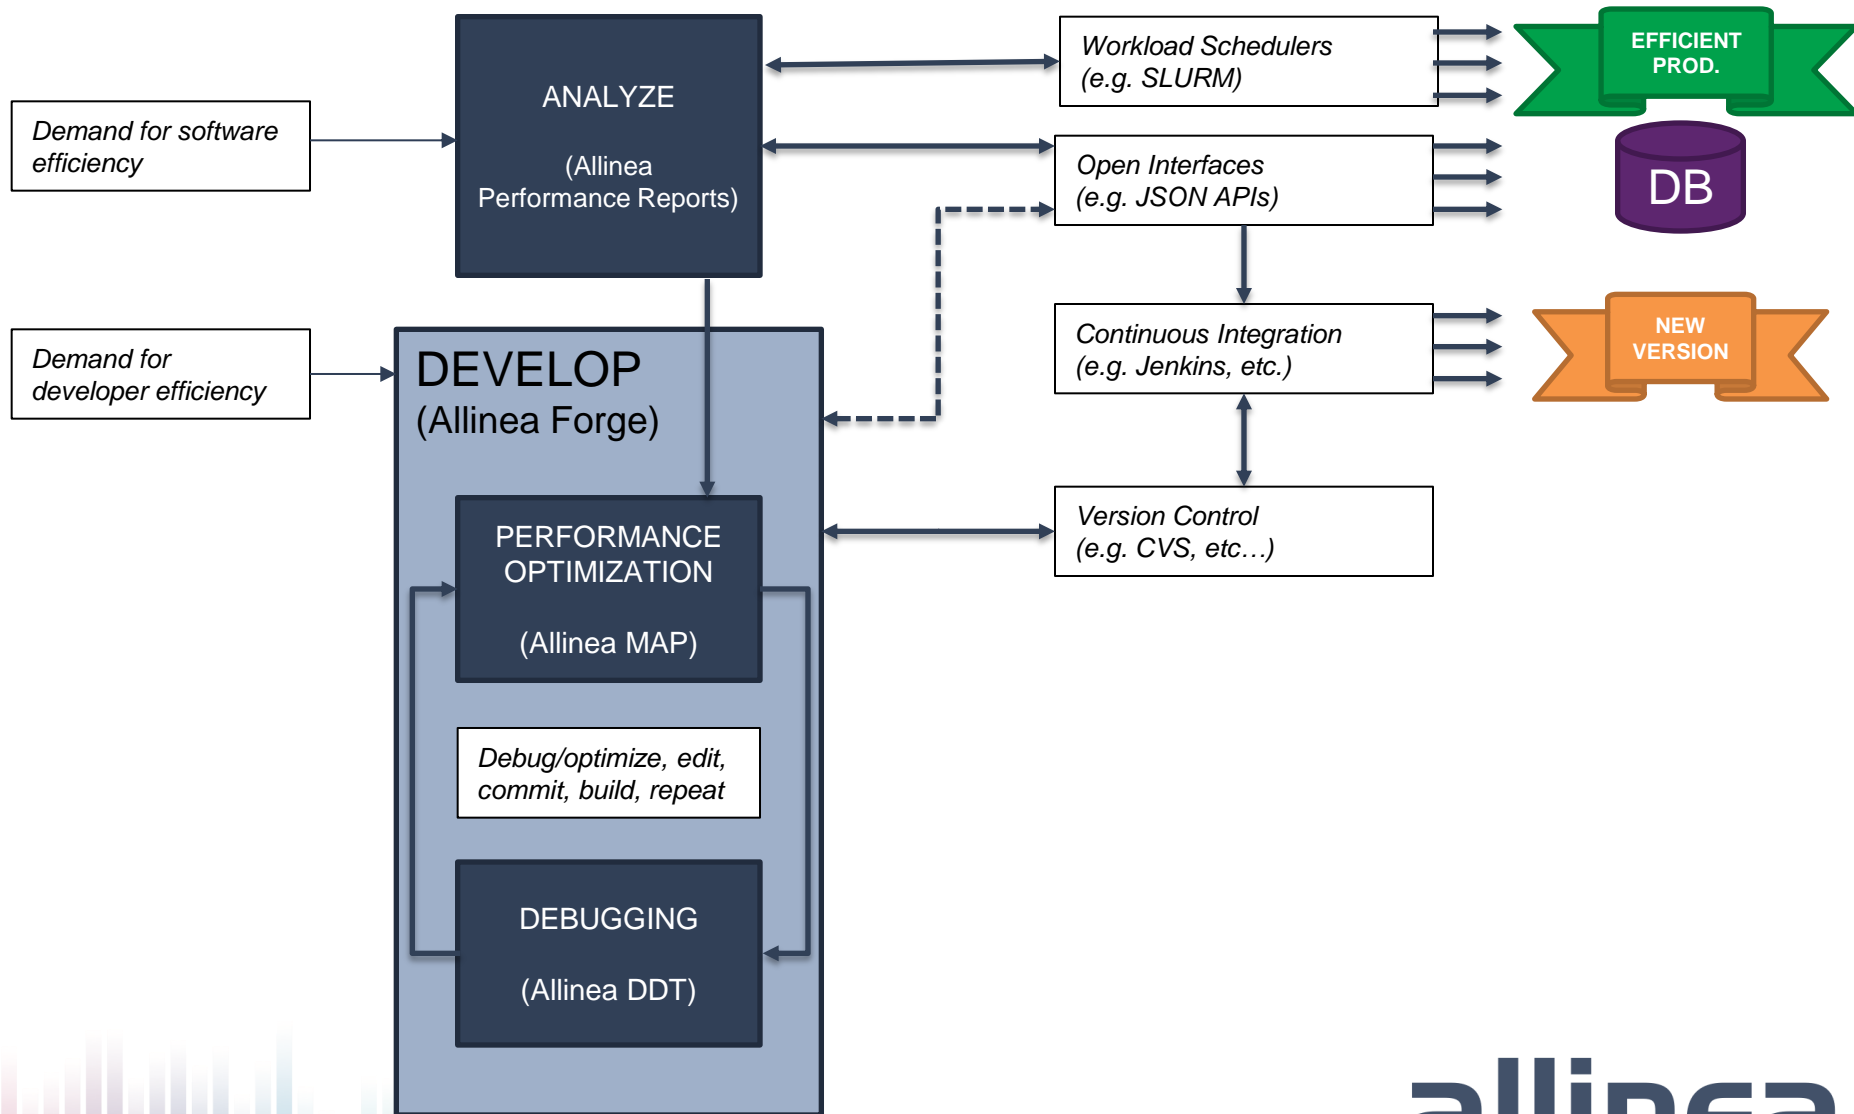 Demand for software
efficiency
Demand for
developer efficiency
ANALYZE
(Allinea
Performance Reports)
DEVELOP
(Allinea Forge)
PERFORMANCE
OPTIMIZATION
(Allinea MAP)
Debug/optimize, edit,
commit, build, repeat
DEBUGGING
(Allinea DDT)
Workload Schedulers
(e.g. SLURM)
Open Interfaces
(e.g. JSON APIs)
Continuous Integration
(e.g. Jenkins, etc.)
Version Control
(e.g. CVS, etc…)
EFFICIENT
PROD.
DB
NEW
VERSION
allinea